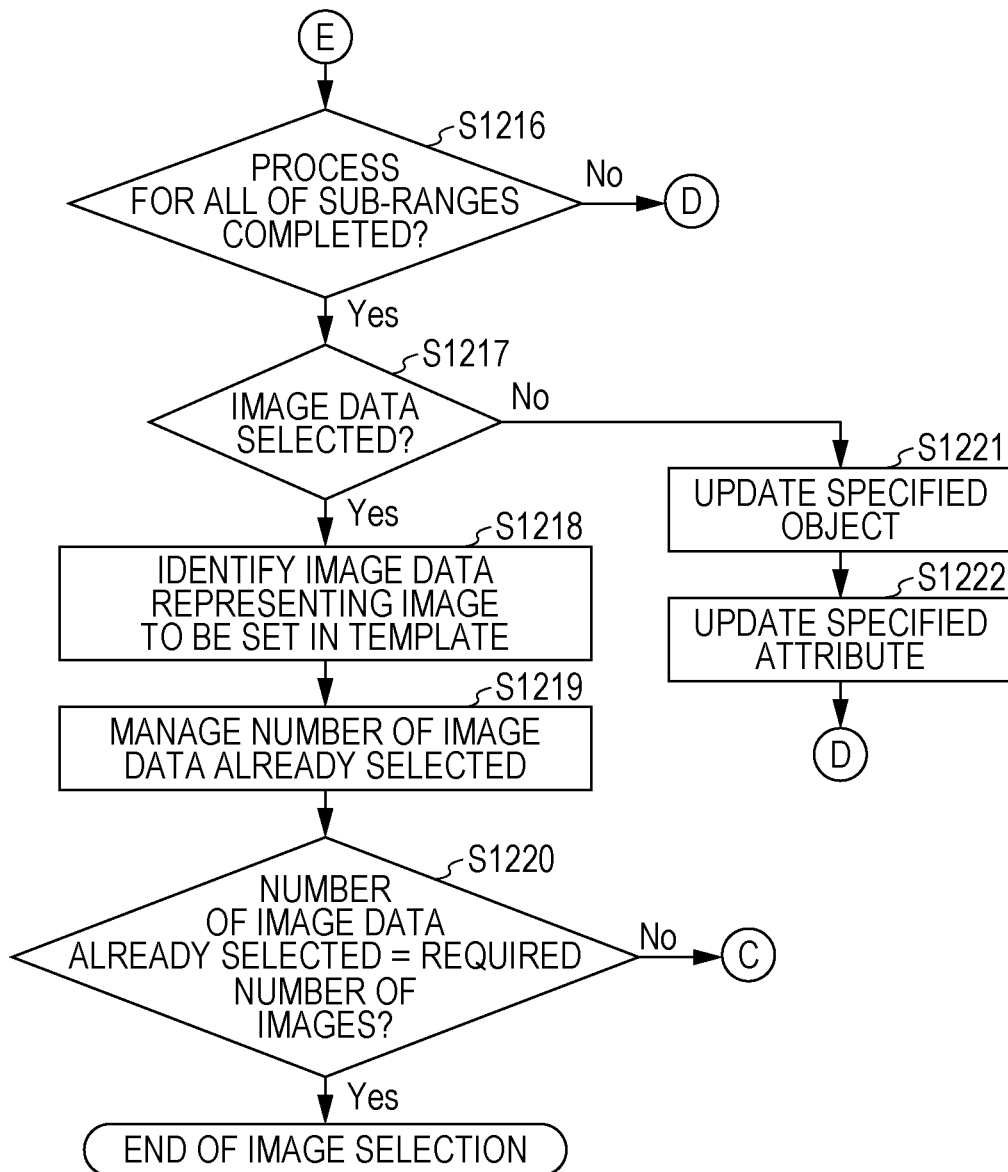 E
S1216
PROCESS
FOR ALL OF SUB-RANGES
COMPLETED?
No
D
Yes
S1217
IMAGE DATA
SELECTED?
No
Yes
S1221
UPDATE SPECIFIED
OBJECT
S1218
IDENTIFY IMAGE DATA
REPRESENTING IMAGE
TO BE SET IN TEMPLATE
S1222
UPDATE SPECIFIED
ATTRIBUTE
D
S1219
MANAGE NUMBER OF IMAGE
DATA ALREADY SELECTED
S1220
NUMBER
OF IMAGE DATA
ALREADY SELECTED = REQUIRED
NUMBER OF
IMAGES?
No
C
Yes
END OF IMAGE SELECTION